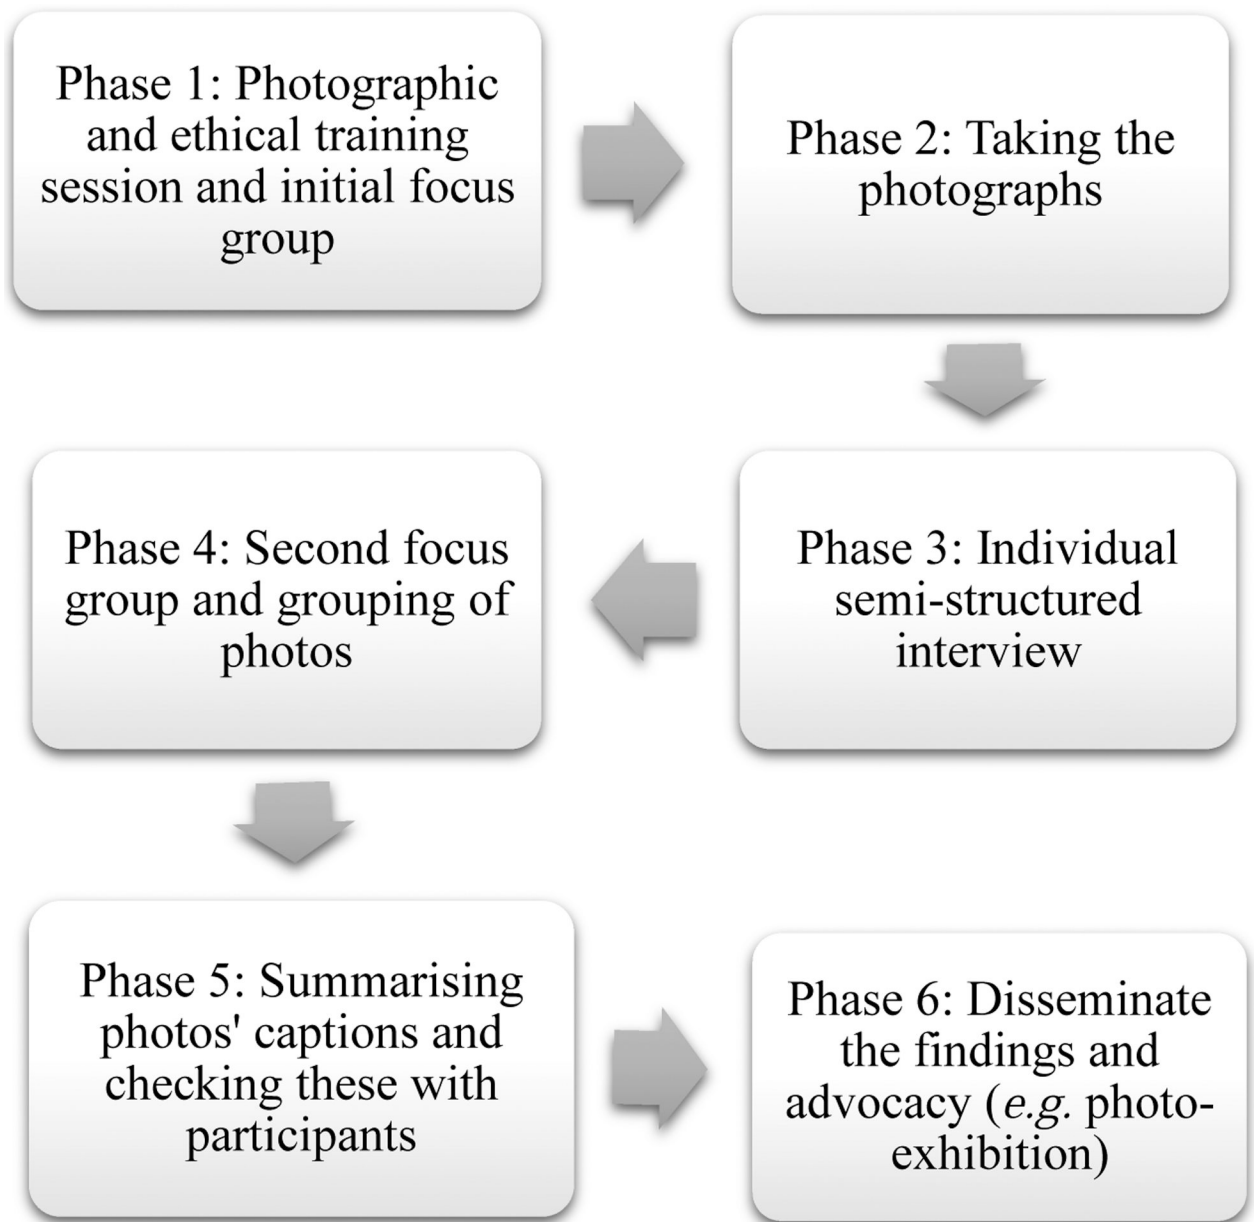 Phase 1: Photographic
and ethical training
session and initial focus
group
Phase 2: Taking the
photographs
Phase 3: Individual
semi-structured
interview
Phase 4: Second focus
group and grouping of
photos
Phase 5: Summarising
photos' captions and
checking these with
participants
Phase 6: Disseminate
the findings and
advocacy (e.g. photo-
exhibition)